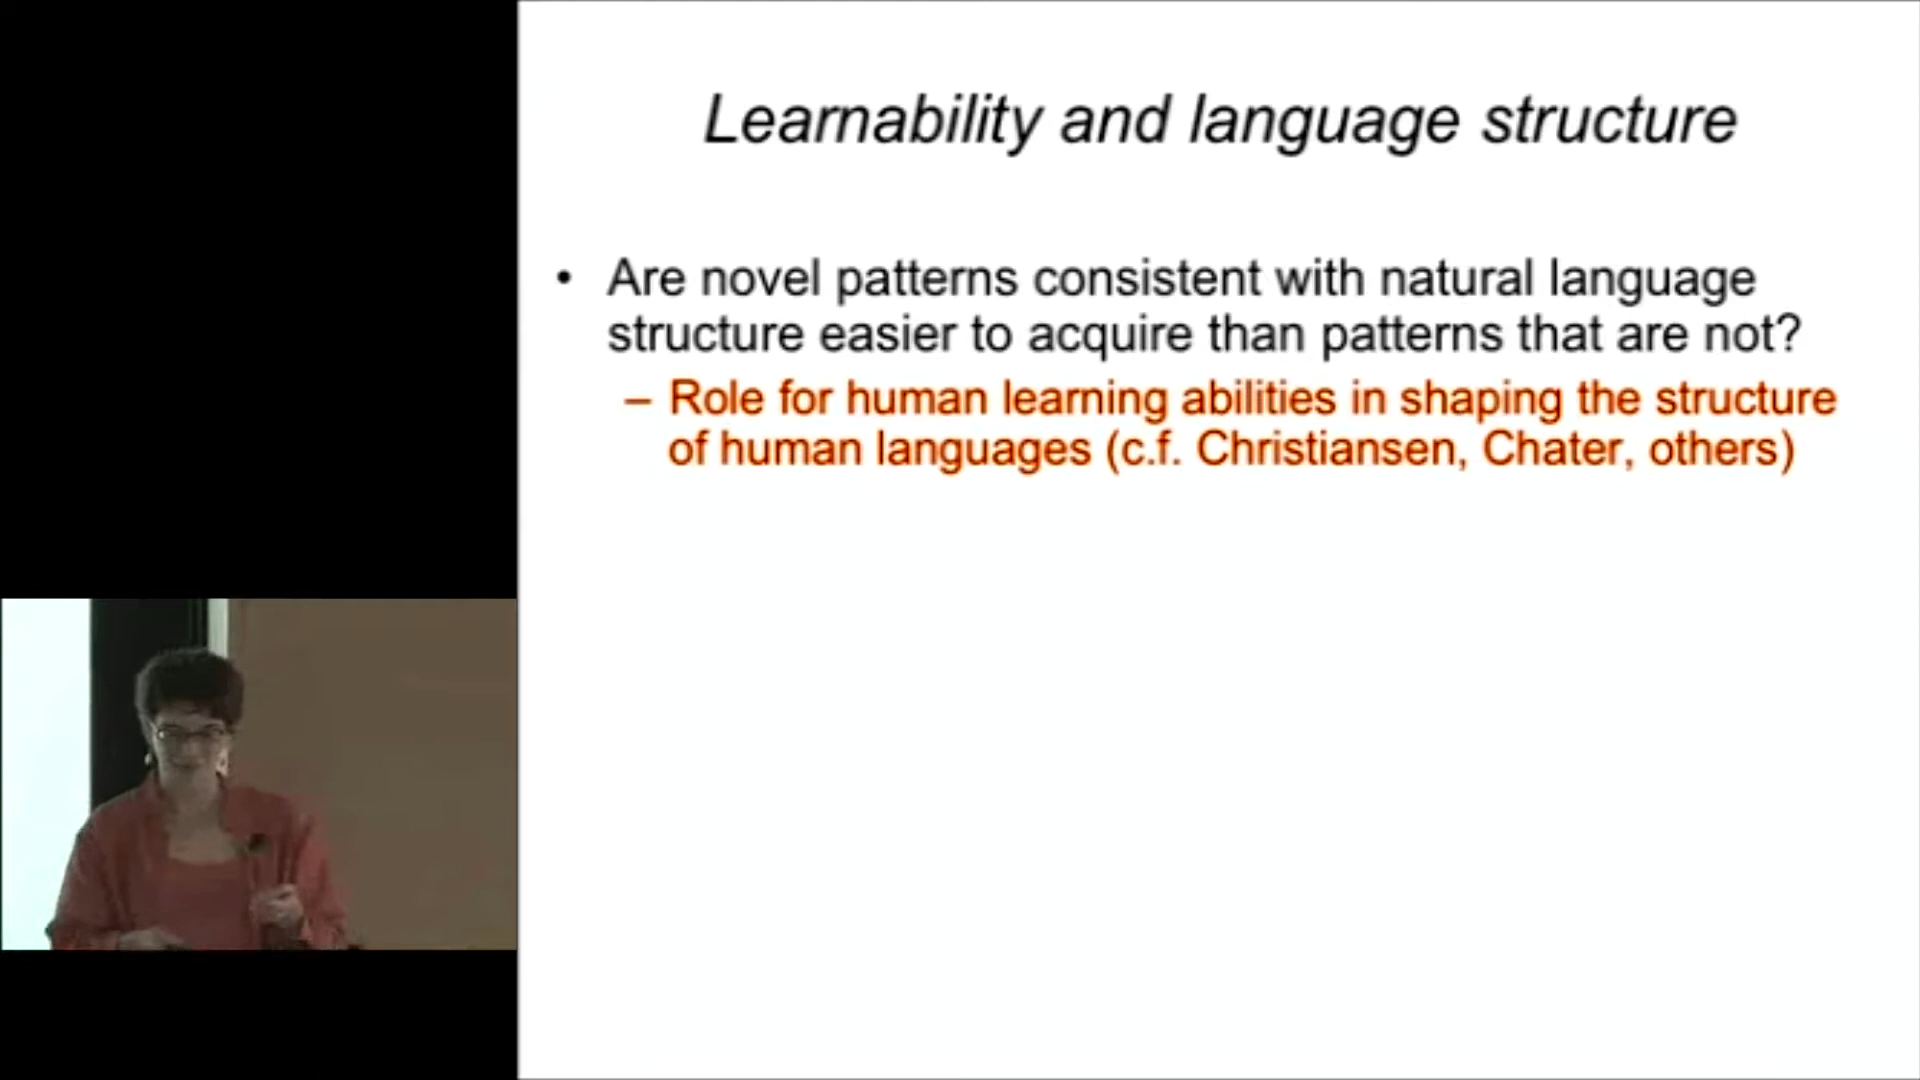 Learnability and language structure
• Are novel patterns consistent with natural language
structure easier to acquire than patterns that are not?
– Role for human learning abilities in shaping the structure
of human languages (c.f. Christiansen, Chater, others)